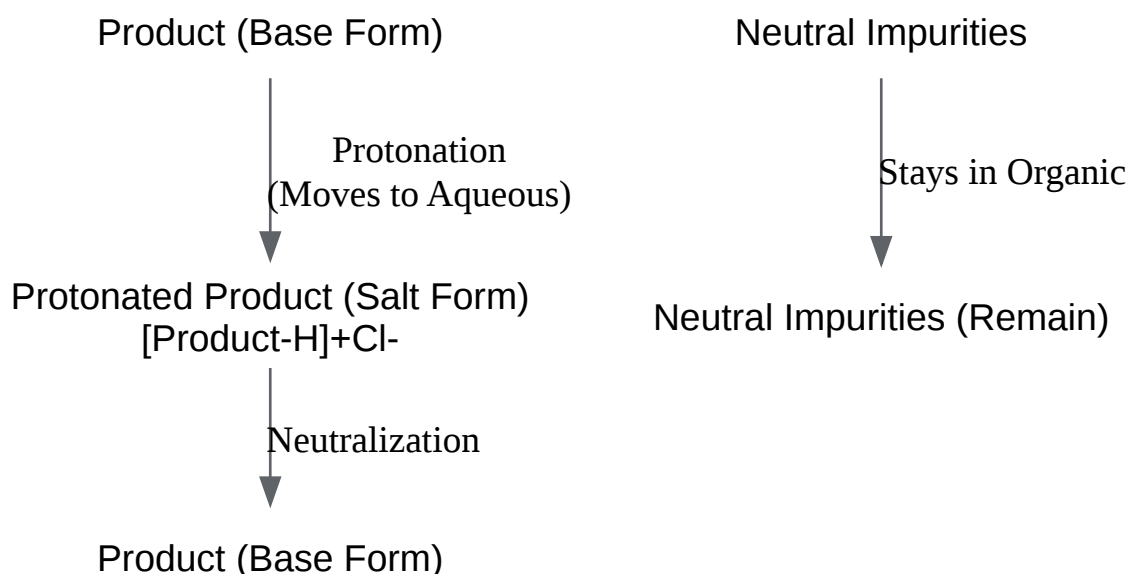 Product (Base Form)
Neutral Impurities
Protonation
(Moves to Aqueous)
Stays in Organic
Protonated Product (Salt Form)
[Product-H]+Cl-
Neutral Impurities (Remain)
Neutralization
Product (Base Form)